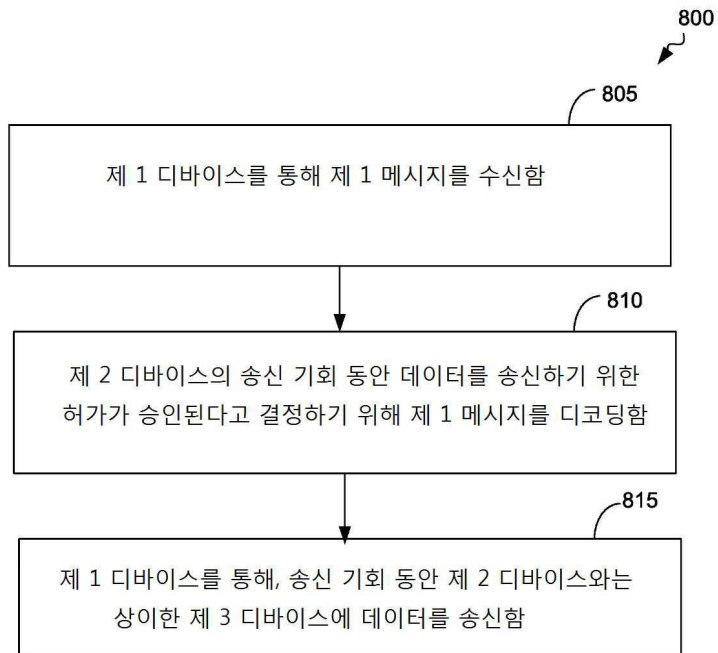 800
805
제 1 디바이스를 통해 제 1 메시지를 수신함
810
제 2 디바이스의 송신 기회 동안 데이터를 송신하기 위한
허가가 승인된다고 결정하기 위해 제 1 메시지를 디코딩함
815
제 1 디바이스를 통해, 송신 기회 동안 제 2 디바이스와는
상이한 제 3 디바이스에 데이터를 송신함